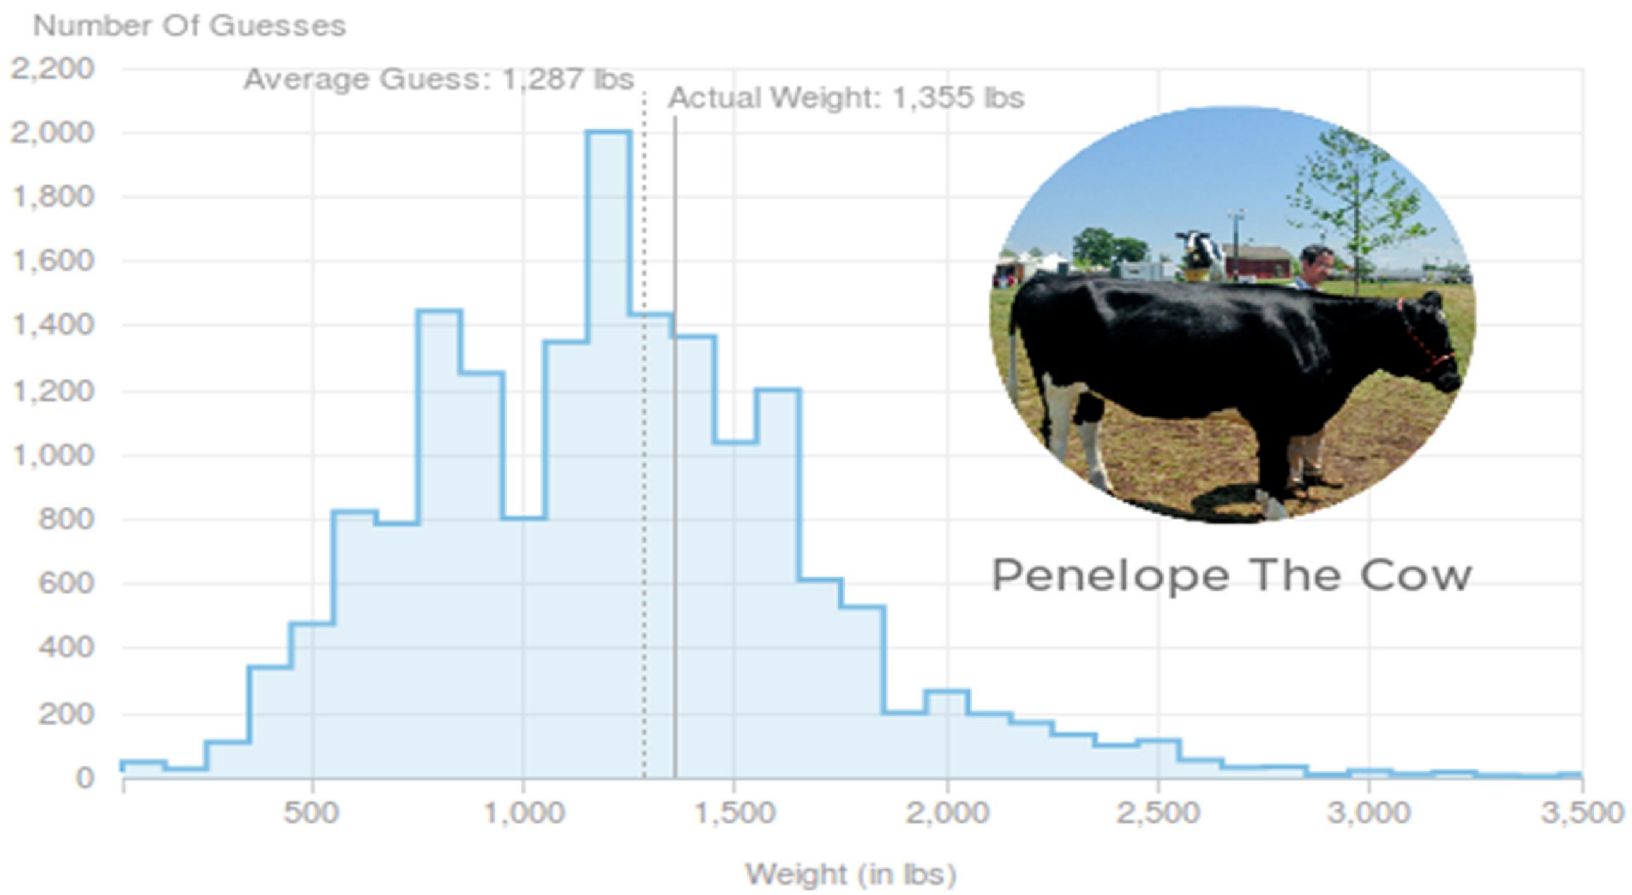 Number Of Guesses
2,200
Average Guess: 1,287 lbs
Actual Weight: 1,355 lbs
2,000
1,800
1,600
1,400
1,200
1,000
800
600
400
200
0
Penelope The Cow
500 1,000 1,500 2,000 2,500 3,000 3,500
Weight (in lbs)